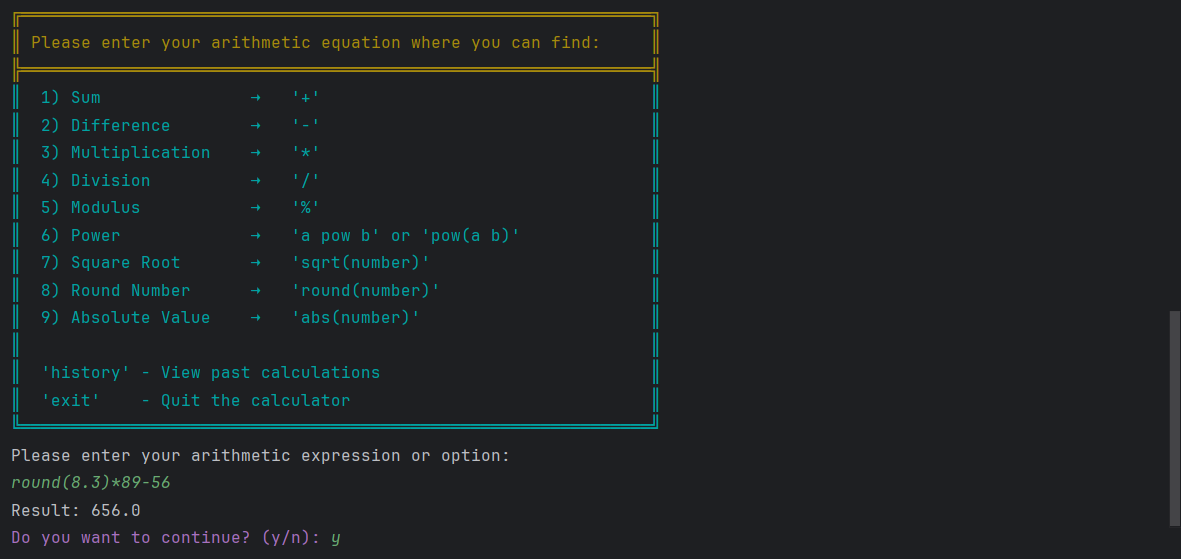 Please enter your arithmetic equation where you can find:
1) Sum → '+'
2) Difference → '-'
3) Multiplication → '*'
4) Division → '/'
5) Modulus → '%'
6) Power → 'a pow b' or 'pow(a b)'
7) Square Root → 'sqrt(number)'
8) Round Number → 'round(number)'
9) Absolute Value → 'abs(number)'
'history' - View past calculations
'exit' - Quit the calculator
Please enter your arithmetic expression or option:
round(8.3)*89-56
Result: 656.0
Do you want to continue? (y/n): y